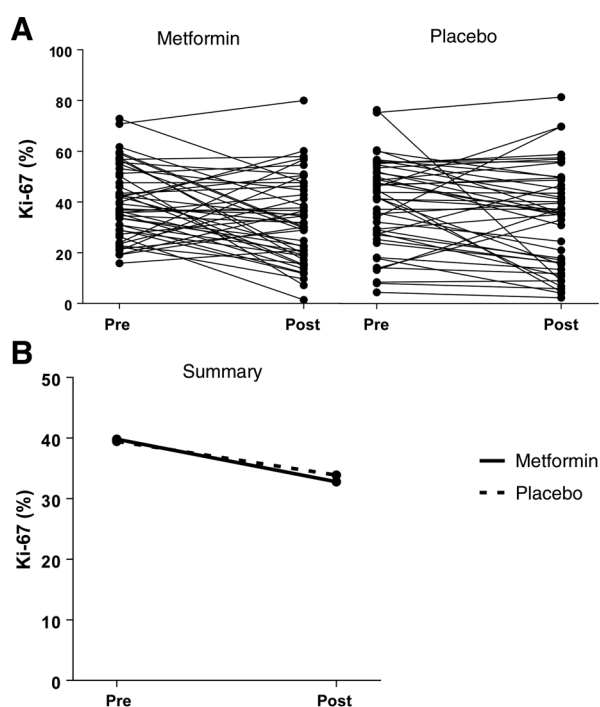 A
Metformin
Placebo
100
80
60
40
20
0
Ki-67 (%)
Pre
Post
Pre
Post
B
Summary
50
40
30
20
10
0
Ki-67 (%)
Pre
Post
Metformin
Placebo